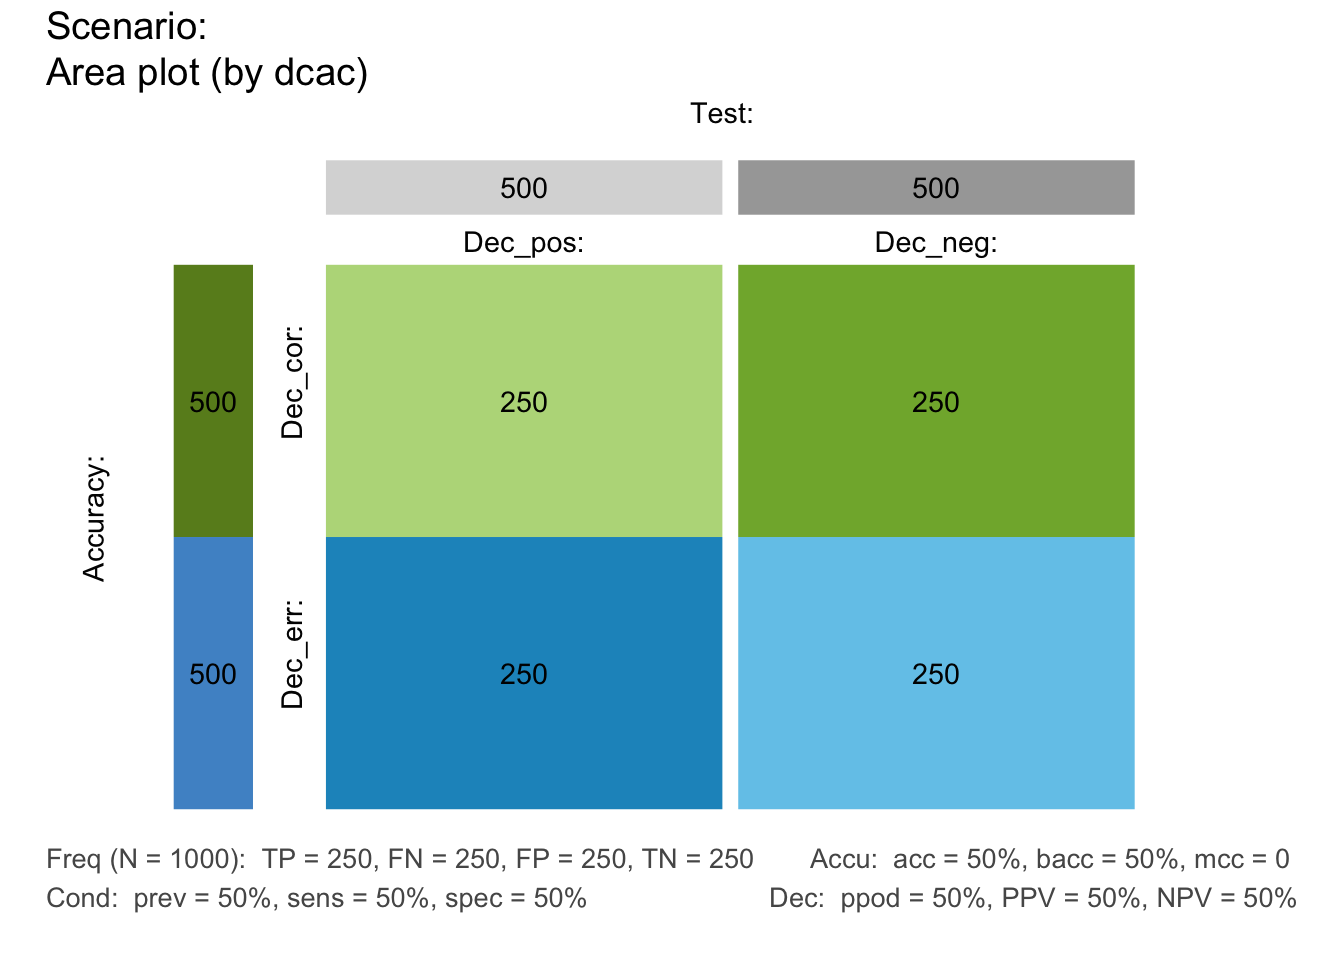 Scenario:
Area plot (by dcac)
Test:
500
500
Dec_pos:
Dec_neg:
Accuracy:
500
Dec_cor:
250
250
500
Dec_err:
250
250
Freq (N = 1000):  TP = 250, FN = 250, FP = 250, TN = 250
Accu:  acc = 50%, bacc = 50%, mcc = 0
Cond:  prev = 50%, sens = 50%, spec = 50%
Dec:  ppod = 50%, PPV = 50%, NPV = 50%